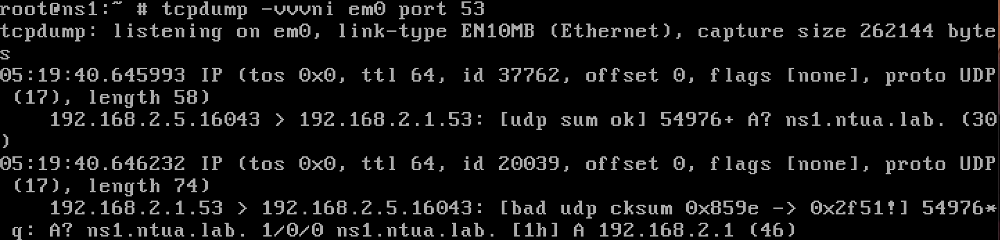 root@ns1:~ # tcpdump -vvvni em0 port 53
tcpdump: listening on em0, link-type EN10MB (Ethernet), capture size 262144 byte
s
05:19:40.645993 IP (tos 0x0, ttl 64, id 37762, offset 0, flags [none], proto UDP
 (17), length 58)
    192.168.2.5.16043 > 192.168.2.1.53: [udp sum ok] 54976+ A? ns1.ntua.lab. (30
)
05:19:40.646232 IP (tos 0x0, ttl 64, id 20039, offset 0, flags [none], proto UDP
 (17), length 74)
    192.168.2.1.53 > 192.168.2.5.16043: [bad udp cksum 0x859e -> 0x2f51!] 54976*
 q: A? ns1.ntua.lab. 1/0/0 ns1.ntua.lab. [1h] A 192.168.2.1 (46)